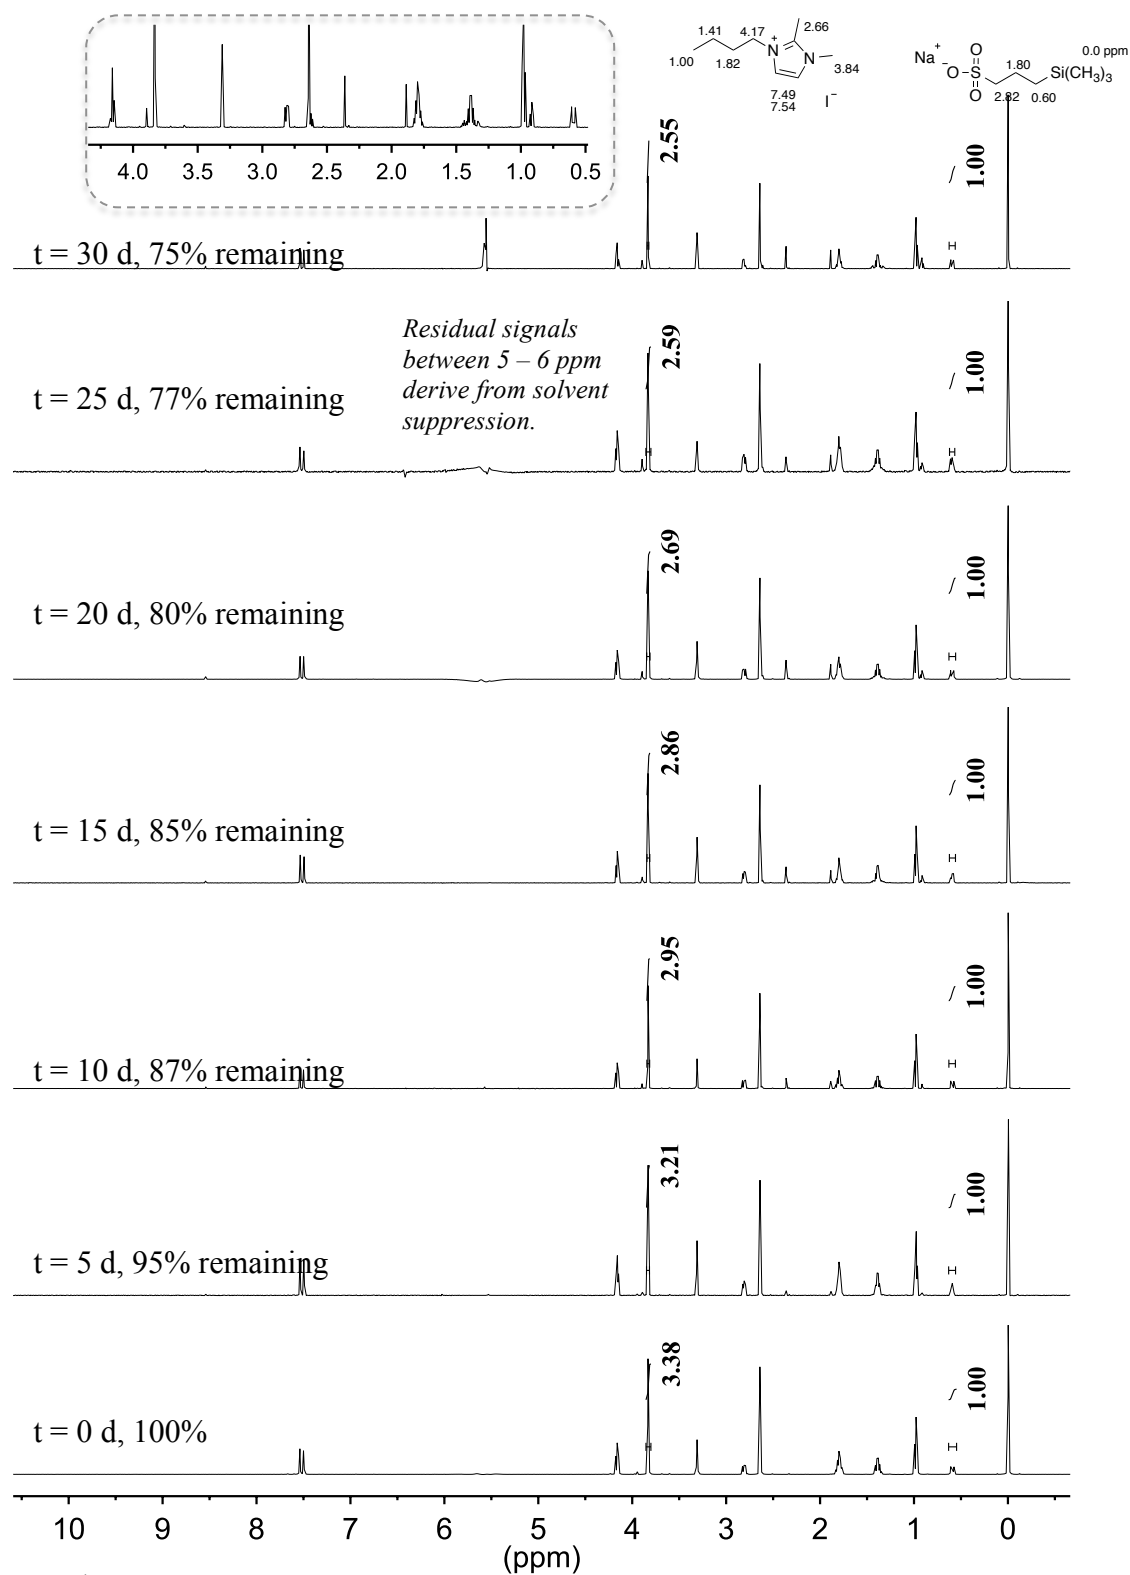 4.0 3.5 3.0 2.5 2.0 1.5 1.0 0.5
1.41 4.17 2.66
1.00 1.82 N + N 3.84
7.49
7.54 I−
Na+ −O S O O 1.80 Si(CH3)3 0.0 ppm
2.82 0.60
2.55 1.00
t = 30 d, 75% remaining
Residual signals
between 5 – 6 ppm
derive from solvent
suppression.
2.59 1.00
t = 25 d, 77% remaining
2.69 1.00
t = 20 d, 80% remaining
2.86 1.00
t = 15 d, 85% remaining
2.95 1.00
t = 10 d, 87% remaining
3.21 1.00
t = 5 d, 95% remaining
3.38 1.00
t = 0 d, 100%
10 9 8 7 6 5 4 3 2 1 0
(ppm)